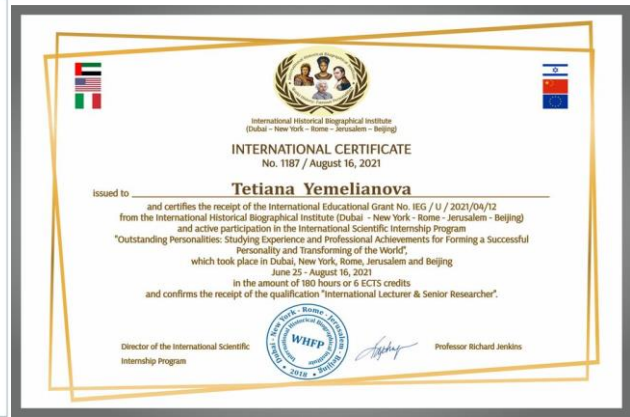 International Historical Biographical Institute
(Dubai – New York – Rome – Jerusalem – Beijing)
INTERNATIONAL CERTIFICATE
No. 1187 / August 16, 2021
issued to Tetiana Yemelianova
and certifies the receipt of the International Educational Grant No. IEG / U / 2021/04/12
from the International Historical Biographical Institute (Dubai - New York - Rome - Jerusalem - Beijing)
and active participation in the International Scientific Internship Program
"Outstanding Personalities: Studying Experience and Professional Achievements for Forming a Successful
Personality and Transforming of the World",
which took place in Dubai, New York, Rome, Jerusalem and Beijing
June 25 - August 16, 2021
in the amount of 180 hours or 6 ECTS credits
and confirms the receipt of the qualification "International Lecturer & Senior Researcher".
Director of the International Scientific
Internship Program
Dubai - New York - Rome - Jerusalem - Beijing
International Historical Biographical Institute
WHFP
2018
Professor Richard Jenkins